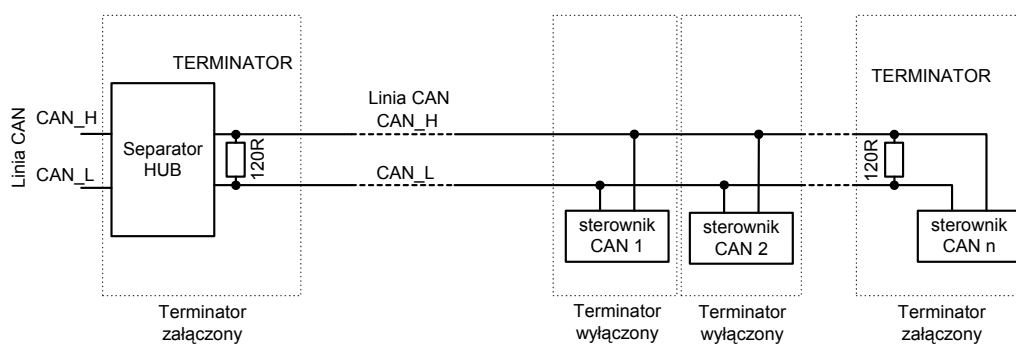 TERMINATOR
Linia CAN
CAN_H
CAN_L
Separator
HUB
120R
Linia CAN
CAN_H
CAN_L
TERMINATOR
120R
sterownik
CAN 1
sterownik
CAN 2
sterownik
CAN n
Terminator
załączony
Terminator
wyłączony
Terminator
wyłączony
Terminator
załączony